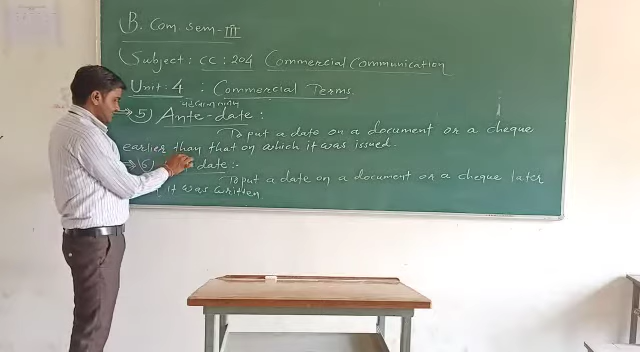 B. Com. Sem-III
Subject: CC: 204 Commercial Communication
Unit: 4 : Commercial Terms.
5) Ante-date:
To put a date on a document or a cheque
earlier than that on which it was issued.
6) date:-
To put a date on a document or a cheque later
it was written.